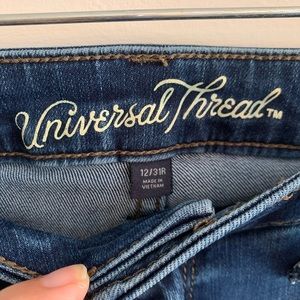 Universal Thread™
12/31R
MADE IN
VIETNAM